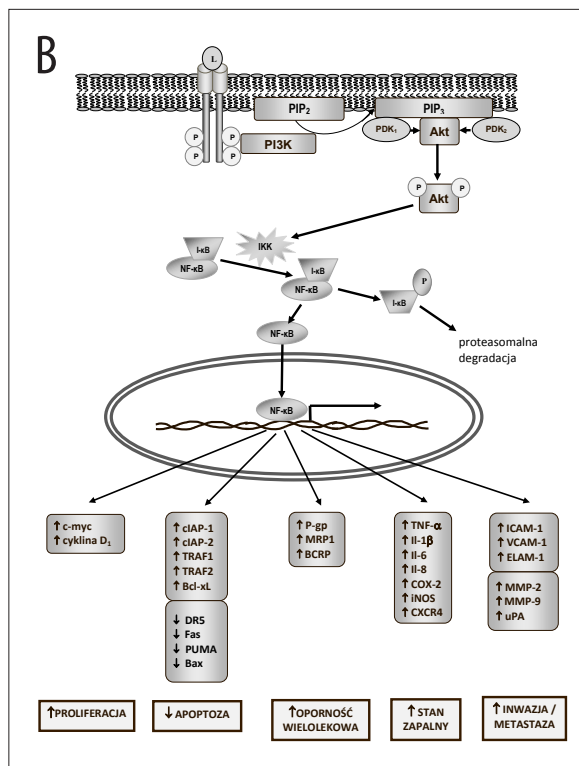 B
L
PIP₂
PIP₃
PDK₁
Akt
PDK₂
P
P
P
P
PI3K
P
P
Akt
IKK
I-κB
NF-κB
I-κB
NF-κB
P
I-κB
NF-κB
proteasomalna
degradacja
NF-κB
↑ c-myc
↑ cyklina D₁
↑ cIAP-1
↑ cIAP-2
↑ TRAF1
↑ TRAF2
↑ Bcl-xL
↓ DR5
↓ Fas
↓ PUMA
↓ Bax
↑ P-gp
↑ MRP1
↑ BCRP
↑ TNF-α
↑ Il-1β
↑ Il-6
↑ Il-8
↑ COX-2
↑ iNOS
↑ CXCR4
↑ ICAM-1
↑ VCAM-1
↑ ELAM-1
↑ MMP-2
↑ MMP-9
↑ uPA
↑PROLIFERACJA
↓ APOPTOZA
↑OPORNOŚĆ
WIELOLEKOWA
↑ STAN
ZAPALNY
↑ INWAZJA /
METASTAZA